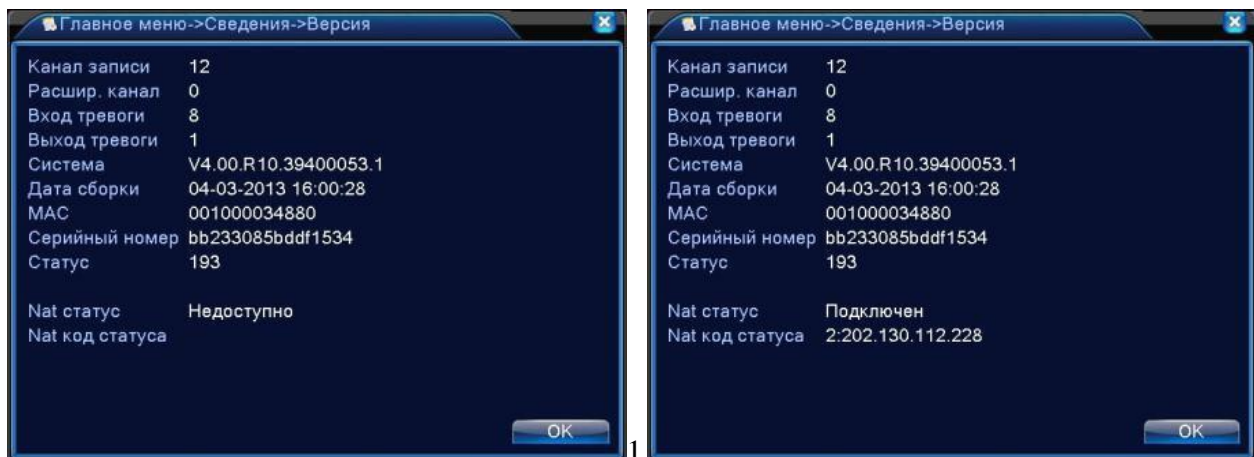 Главное меню->Сведения->Версия
Канал записи 12
Расшир. канал 0
Вход тревоги 8
Выход тревоги 1
Система V4.00.R10.39400053.1
Дата сборки 04-03-2013 16:00:28
MAC 001000034880
Серийный номер bb233085bddf1534
Статус 193
Nat статус Недоступно
Nat код статуса
OK
1
Главное меню->Сведения->Версия
Канал записи 12
Расшир. канал 0
Вход тревоги 8
Выход тревоги 1
Система V4.00.R10.39400053.1
Дата сборки 04-03-2013 16:00:28
MAC 001000034880
Серийный номер bb233085bddf1534
Статус 193
Nat статус Подключен
Nat код статуса 2:202.130.112.228
OK